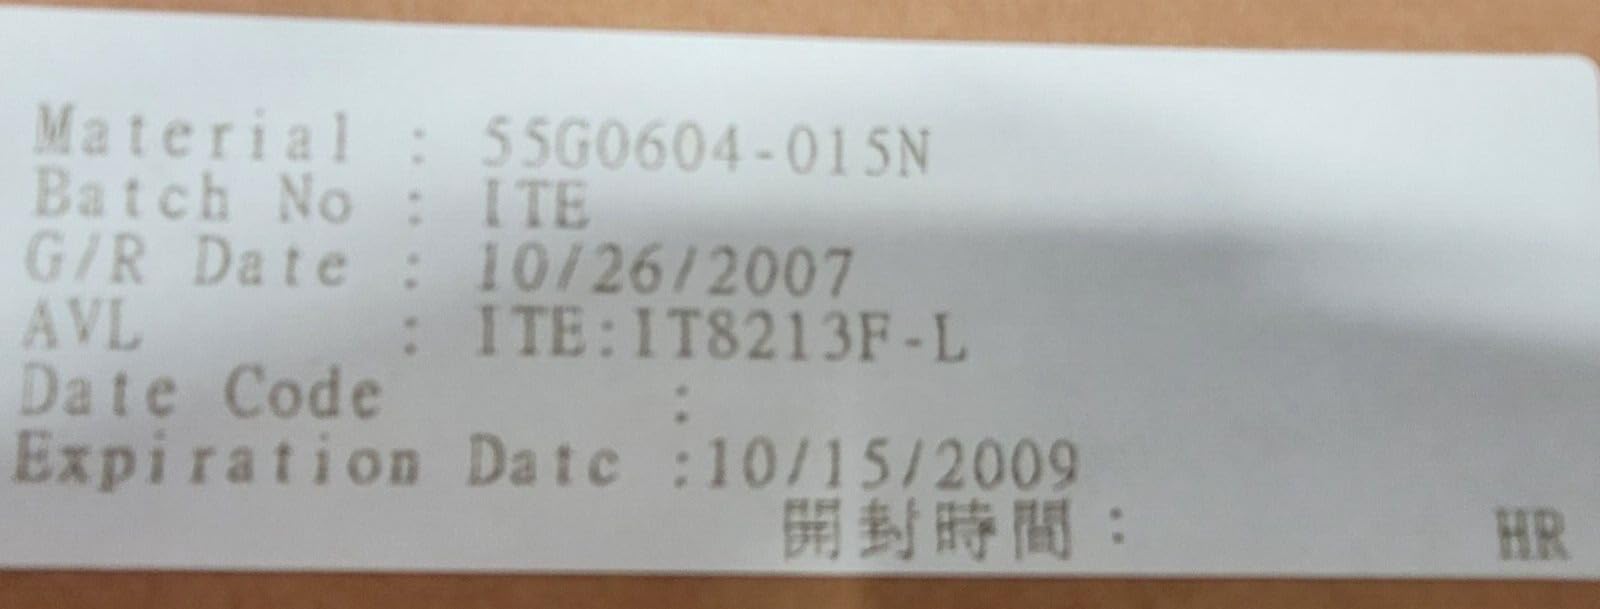 Material : 55G0604-015N
Batch No : ITE
G/R Date : 10/26/2007
AVL : ITE:IT8213F-L
Date Code :
Expiration Date :10/15/2009
開封時間 : HR